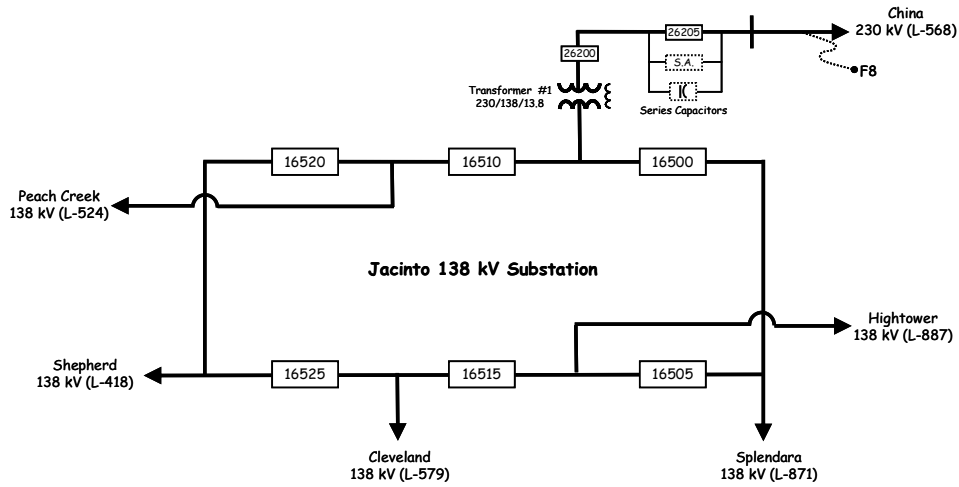 China
230 kV (L-568)
26205
26200
S.A.
F8
Transformer #1
230/138/13.8
Series Capacitors
16520
16510
16500
Peach Creek
138 kV (L-524)
Jacinto 138 kV Substation
Hightower
138 kV (L-887)
Shepherd
138 kV (L-418)
16525
16515
16505
Cleveland
138 kV (L-579)
Splendara
138 kV (L-871)